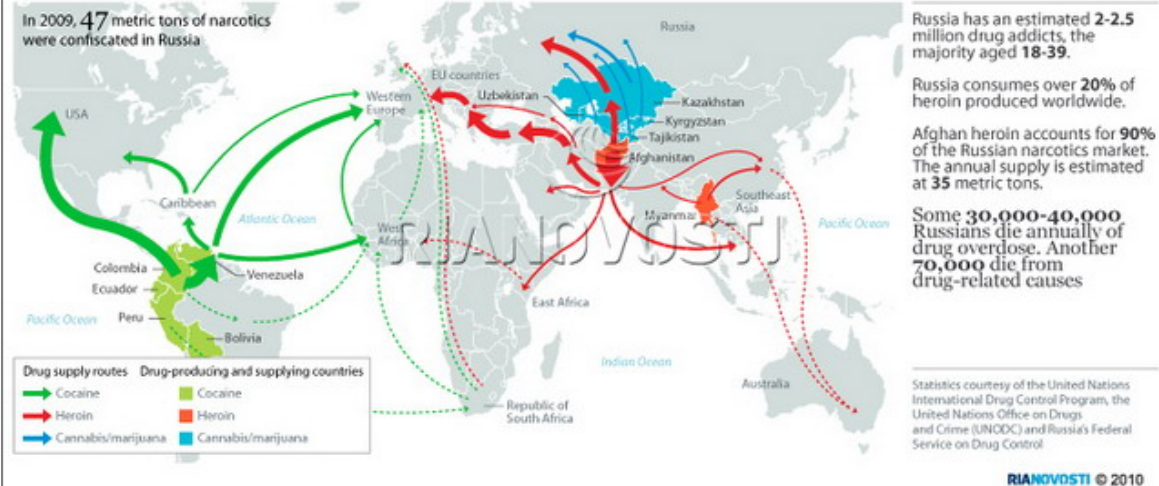 In 2009, 47 metric tons of narcotics
were confiscated in Russia
Russia
USA
EU countries
Western
Europe
Uzbekistan
Kazakhstan
Kyrgyzstan
Tajikistan
Afghanistan
Caribbean
Atlantic Ocean
West
Africa
Myanmar
Southeast
Asia
Pacific Ocean
RIANOVOSTI
Colombia
Venezuela
Ecuador
East Africa
Peru
Pacific Ocean
Bolivia
Indian Ocean
Australia
Republic of
South Africa
Drug supply routes Drug-producing and supplying countries
Cocaine Cocaine
Heroin Heroin
Cannabis/marijuana Cannabis/marijuana
Russia has an estimated 2-2.5
million drug addicts, the
majority aged 18-39.
Russia consumes over 20% of
heroin produced worldwide.
Afghan heroin accounts for 90%
of the Russian narcotics market.
The annual supply is estimated
at 35 metric tons.
Some 30,000-40,000
Russians die annually of
drug overdose. Another
70,000 die from
drug-related causes
Statistics courtesy of the United Nations
International Drug Control Program, the
United Nations Office on Drugs
and Crime (UNODC) and Russia's Federal
Service on Drug Control
RIANOVOSTI © 2010